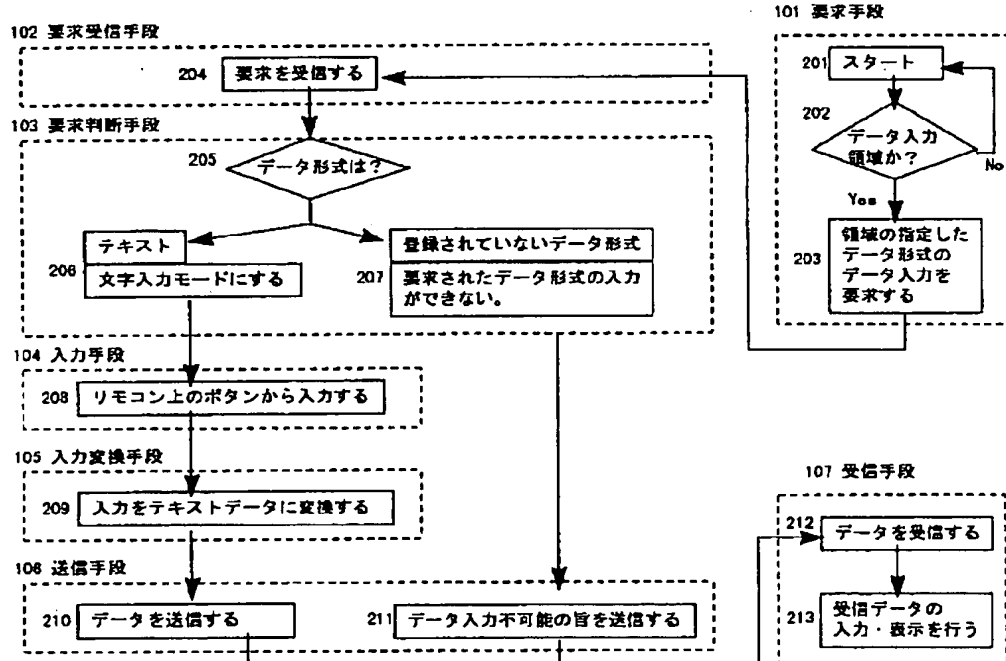 101 要求手段
201 スタート
202
データ入力
領域か?
No
Yes
203 領域の指定した
データ形式の
データ入力を
要求する
102 要求受信手段
204 要求を受信する
103 要求判断手段
205 データ形式は?
テキスト
206 文字入力モードにする
登録されていないデータ形式
207 要求されたデータ形式の入力
ができない。
104 入力手段
208 リモコン上のボタンから入力する
105 入力変換手段
209 入力をテキストデータに変換する
106 送信手段
210 データを送信する
211 データ入力不可能の旨を送信する
107 受信手段
212 データを受信する
213 受信データの
入力・表示を行う